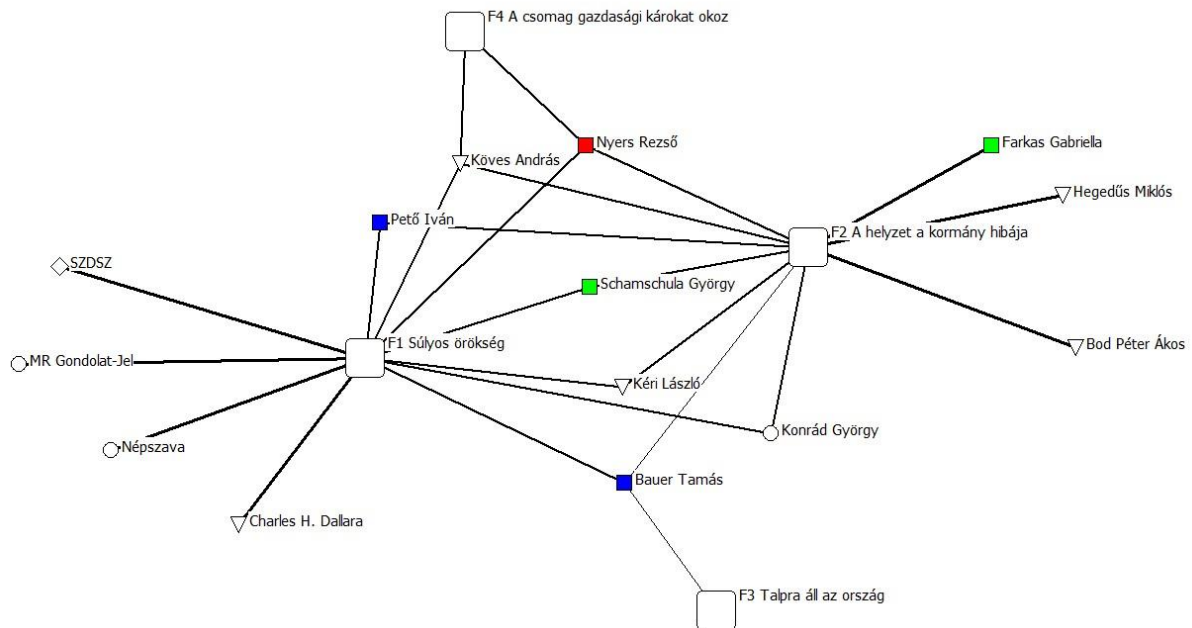 F4 A csomag gazdasági károkat okoz
Nyers Rezső
Farkas Gabriella
Köves András
Hegedűs Miklós
Pető Iván
F2 A helyzet a kormány hibája
SZDSZ
Schamschula György
F1 Súlyos örökség
Bod Péter Ákos
MR Gondolat-Jel
Kéri László
Konrád György
Népszava
Bauer Tamás
Charles H. Dallara
F3 Talpra áll az ország